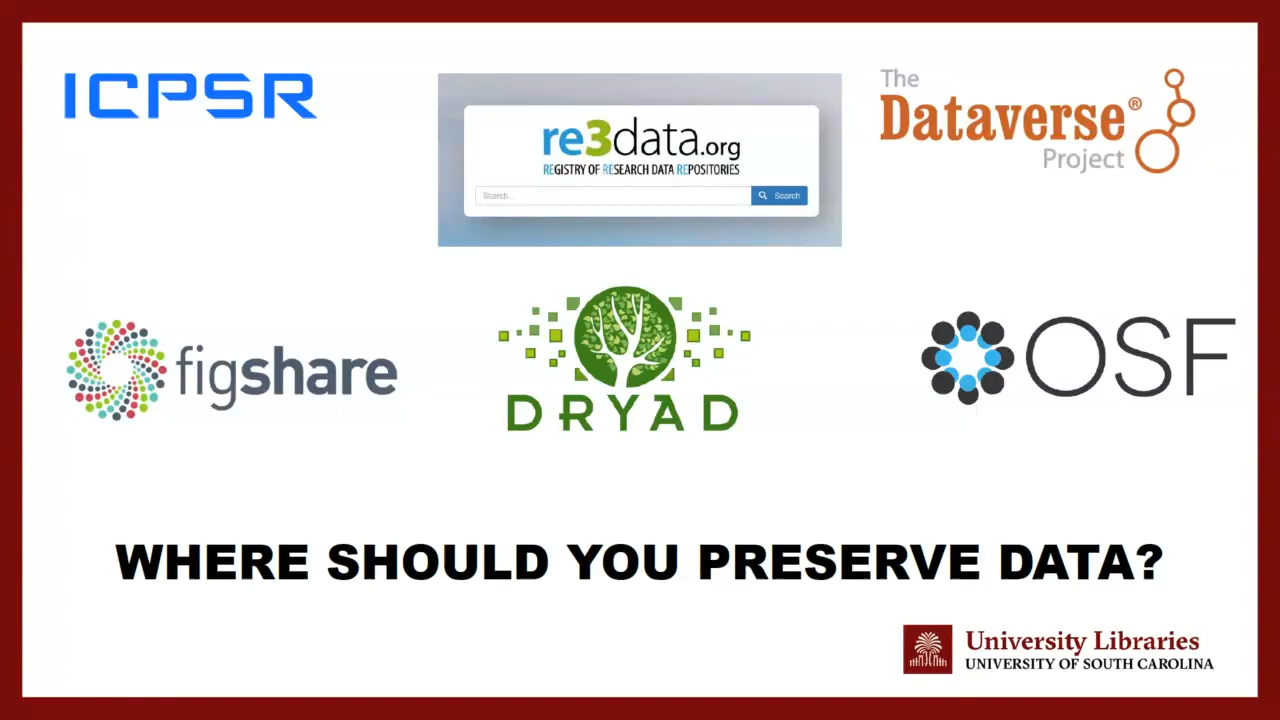 ICPSR
re3data.org
REGISTRY OF RESEARCH DATA REPOSITORIES
Search...
Search
The
Dataverse®
Project
figshare
DRYAD
OSF
WHERE SHOULD YOU PRESERVE DATA?
University Libraries
UNIVERSITY OF SOUTH CAROLINA